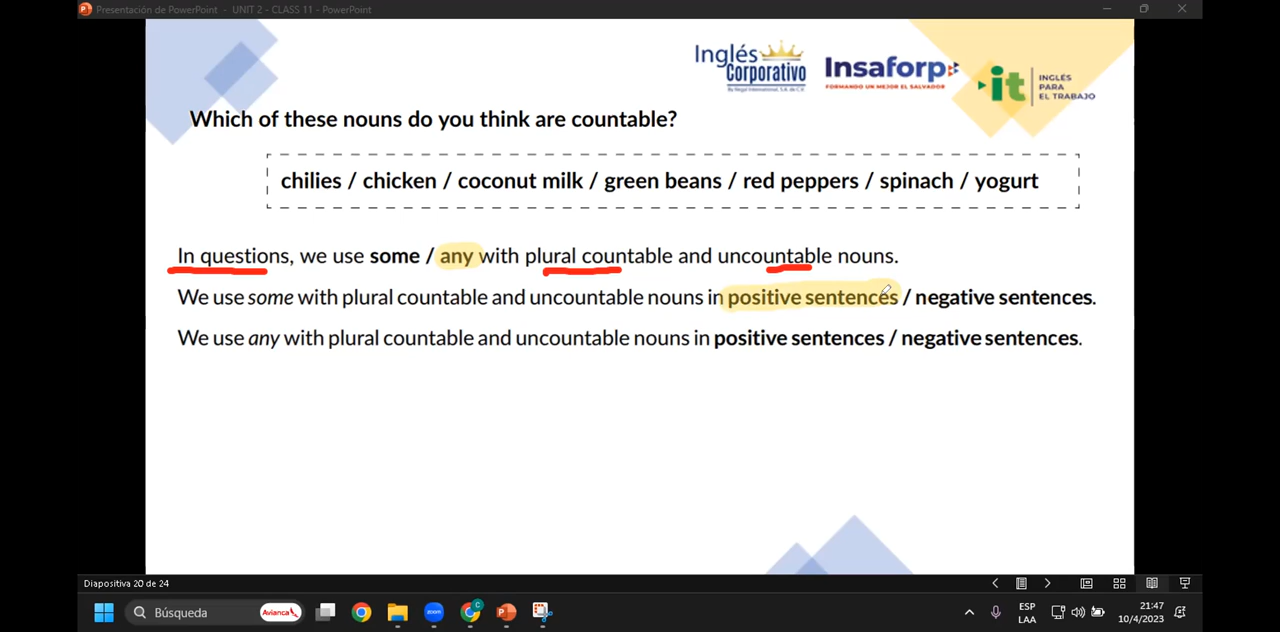 Presentación de PowerPoint - UNIT 2 - CLASS 11 - PowerPoint
Inglés
Corporativo
Insaforp
FORMANDO UN MEJOR EL SALVADOR
it
INGLÉS
PARA
EL TRABAJO
Which of these nouns do you think are countable?
chilies / chicken / coconut milk / green beans / red peppers / spinach / yogurt
In questions, we use some / any with plural countable and uncountable nouns.
We use some with plural countable and uncountable nouns in positive sentences / negative sentences.
We use any with plural countable and uncountable nouns in positive sentences / negative sentences.
Diapositiva 20 de 24
Búsqueda
Avianca
zoom
ESP
LAA
21:47
10/4/2023